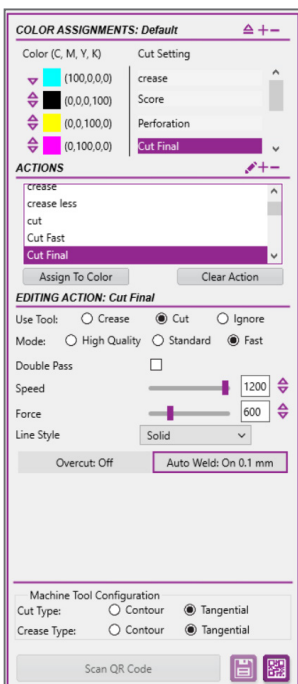 COLOR ASSIGNMENTS: Default
Color (C, M, Y, K) Cut Setting
(100,0,0,0) crease
(0,0,0,100) Score
(0,0,100,0) Perforation
(0,100,0,0) Cut Final
ACTIONS
crease
crease less
cut
Cut Fast
Cut Final
Assign To Color Clear Action
EDITING ACTION: Cut Final
Use Tool: Crease Cut Ignore
Mode: High Quality Standard Fast
Double Pass
Speed 1200
Force 600
Line Style Solid
Overcut: Off Auto Weld: On 0.1 mm
Machine Tool Configuration
Cut Type: Contour Tangential
Crease Type: Contour Tangential
Scan QR Code